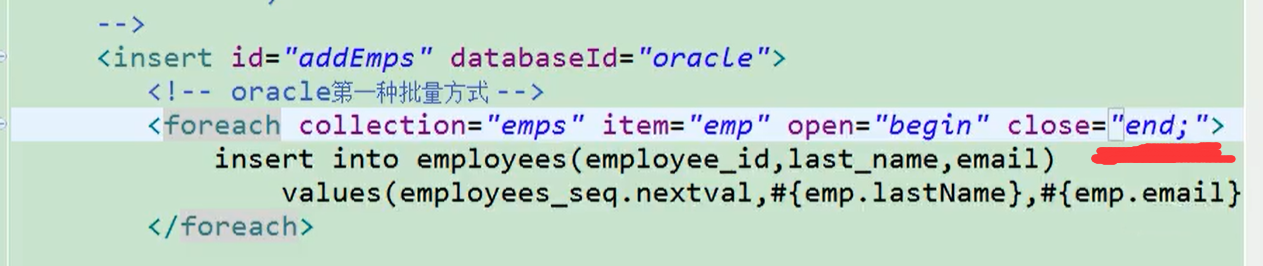 -->
<insert id="addEmps" databaseId="oracle">
<!-- oracle第一种批量方式 -->
<foreach collection="emps" item="emp" open="begin" close="end;">
insert into employees(employee_id,last_name,email)
values(employees_seq.nextval,#{emp.lastName},#{emp.email}
</foreach>